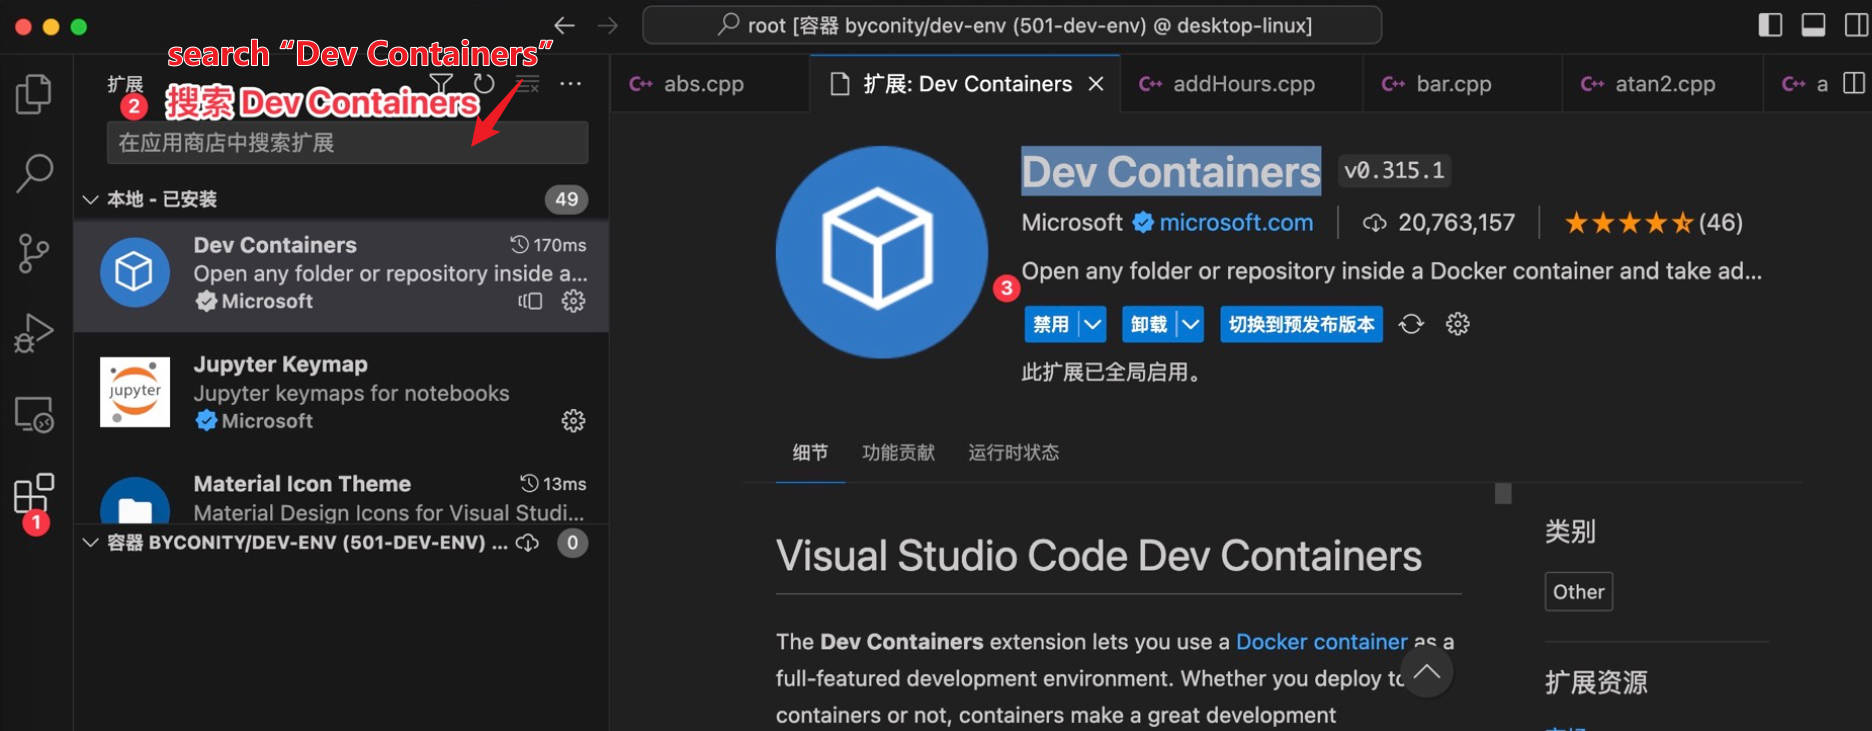 root [容器 byconity/dev-env (501-dev-env) @ desktop-linux]
search “Dev Containers”
扩展
2
搜索 Dev Containers
在应用商店中搜索扩展
本地 - 已安装
49
Dev Containers
170ms
Open any folder or repository inside a...
Microsoft
Jupyter
Jupyter Keymap
Jupyter keymaps for notebooks
Microsoft
Material Icon Theme
13ms
Material Design Icons for Visual Studi...
1
容器 BYCONITY/DEV-ENV (501-DEV-ENV) ...
0
abs.cpp
扩展: Dev Containers
addHours.cpp
bar.cpp
atan2.cpp
a
Dev Containers
v0.315.1
Microsoft
microsoft.com
20,763,157
(46)
3
Open any folder or repository inside a Docker container and take ad...
禁用
卸载
切换到预发布版本
此扩展已全局启用。
细节
功能贡献
运行时状态
Visual Studio Code Dev Containers
The Dev Containers extension lets you use a Docker container as a
full-featured development environment. Whether you deploy to
containers or not, containers make a great development
类别
Other
扩展资源